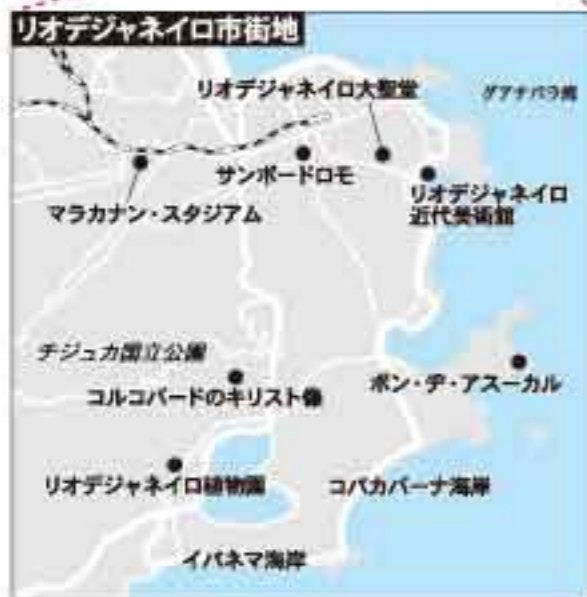 リオデジャネイロ市街地
リオデジャネイロ大聖堂
グアナバラ湾
サンボードロモ
マラカナン・スタジアム
リオデジャネイロ
近代美術館
チジュカ国立公園
コルコバードのキリスト像
ポン・ヂ・アスーカル
リオデジャネイロ植物園
コパカバーナ海岸
イパネマ海岸